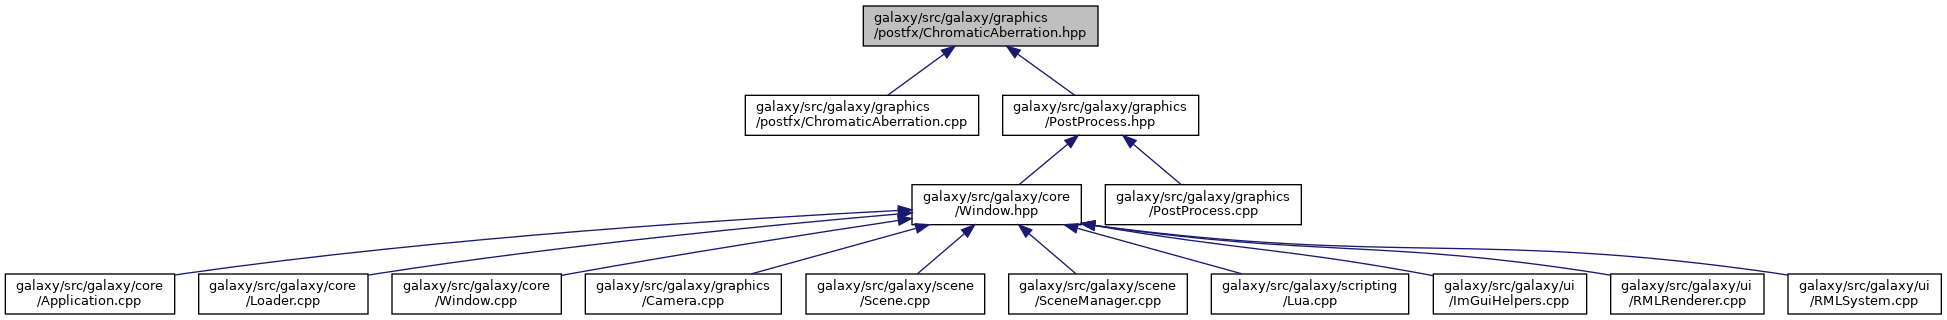 galaxy/src/galaxy/graphics
/postfx/ChromaticAberration.hpp
galaxy/src/galaxy/graphics
/postfx/ChromaticAberration.cpp
galaxy/src/galaxy/graphics
/PostProcess.hpp
galaxy/src/galaxy/core
/Window.hpp
galaxy/src/galaxy/graphics
/PostProcess.cpp
galaxy/src/galaxy/core
/Application.cpp
galaxy/src/galaxy/core
/Loader.cpp
galaxy/src/galaxy/core
/Window.cpp
galaxy/src/galaxy/graphics
/Camera.cpp
galaxy/src/galaxy/scene
/Scene.cpp
galaxy/src/galaxy/scene
/SceneManager.cpp
galaxy/src/galaxy/scripting
/Lua.cpp
galaxy/src/galaxy/ui
/ImGuiHelpers.cpp
galaxy/src/galaxy/ui
/RMLRenderer.cpp
galaxy/src/galaxy/ui
/RMLSystem.cpp